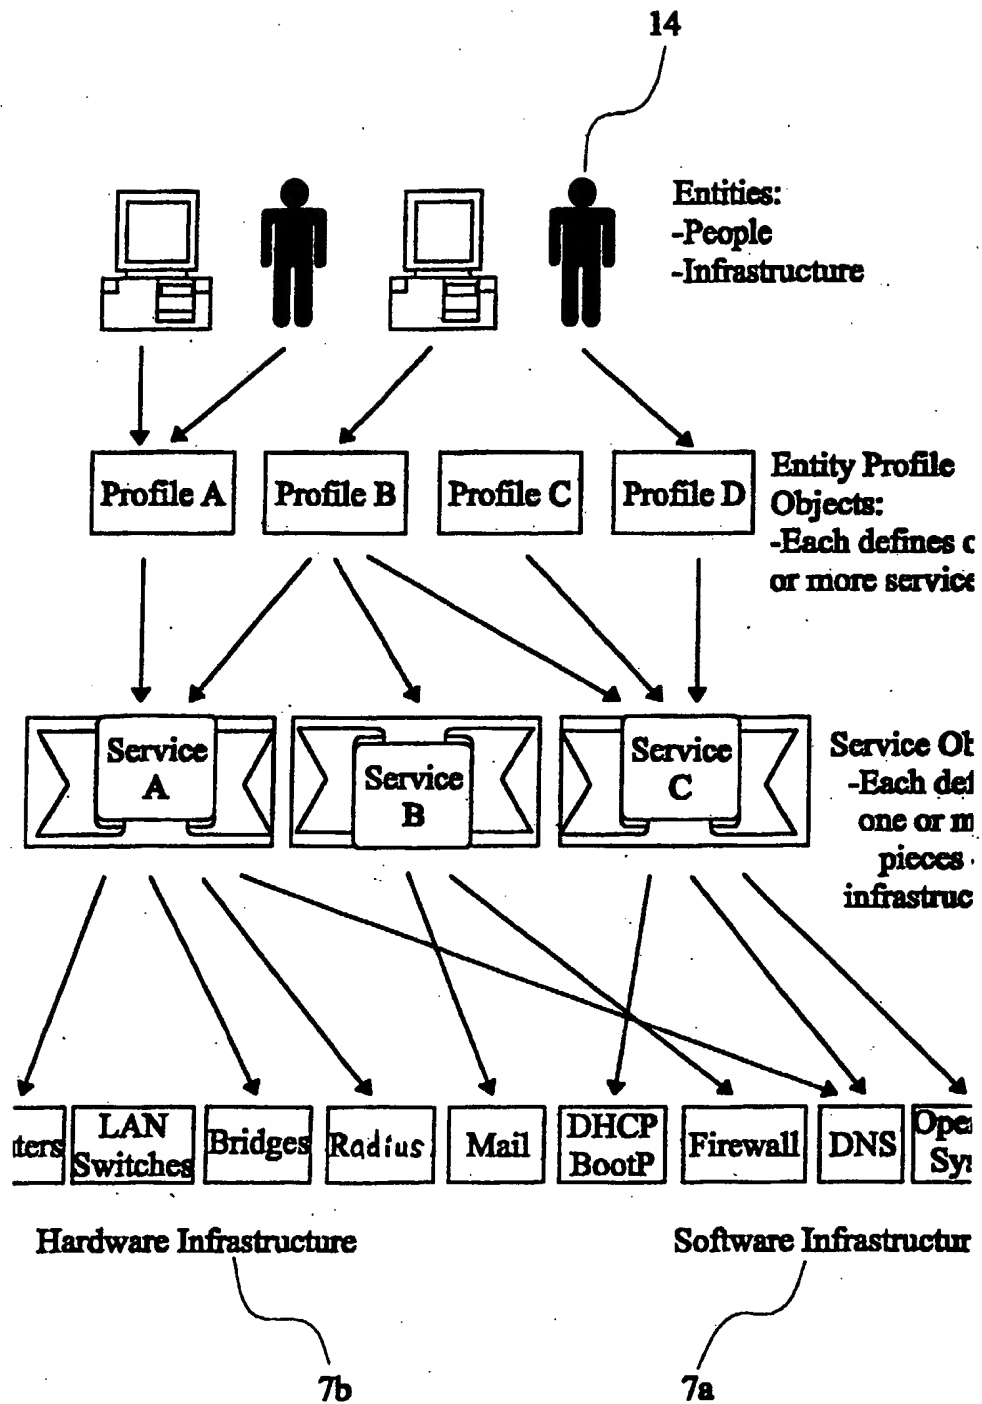 14
Entities:
-People
-Infrastructure
Profile A
Profile B
Profile C
Profile D
Entity Profile
Objects:
-Each defines
or more service
Service
A
Service
B
Service
C
Service
-Each
one or
pieces
LAN
Switches
Bridges
Radius
Mail
DHCP
BootP
Firewall
DNS
Hardware Infrastructure
Software
7b
7a